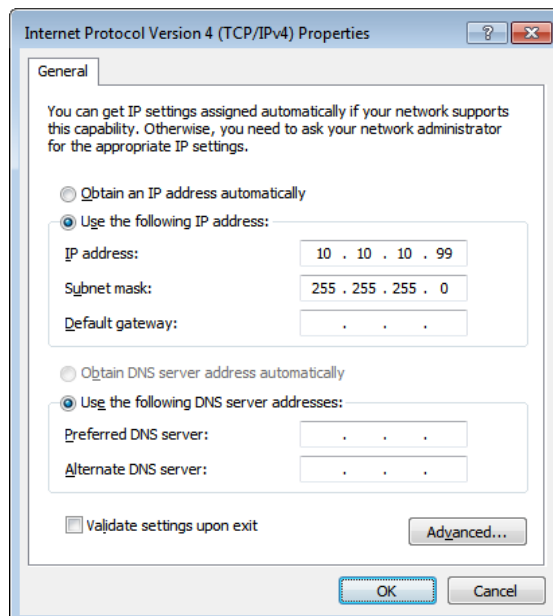 Internet Protocol Version 4 (TCP/IPv4) Properties
General
You can get IP settings assigned automatically if your network supports
this capability. Otherwise, you need to ask your network administrator
for the appropriate IP settings.
Obtain an IP address automatically
Use the following IP address:
IP address: 10 . 10 . 10 . 99
Subnet mask: 255 . 255 . 255 . 0
Default gateway: . . .
Obtain DNS server address automatically
Use the following DNS server addresses:
Preferred DNS server: . . .
Alternate DNS server: . . .
Validate settings upon exit
Advanced...
OK Cancel